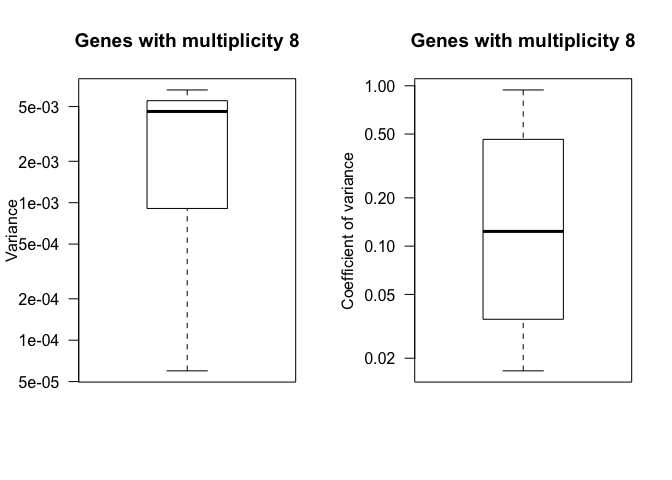 Genes with multiplicity 8
Variance
5e-03
2e-03
1e-03
5e-04
2e-04
1e-04
5e-05
Genes with multiplicity 8
Coefficient of variance
1.00
0.50
0.20
0.10
0.05
0.02